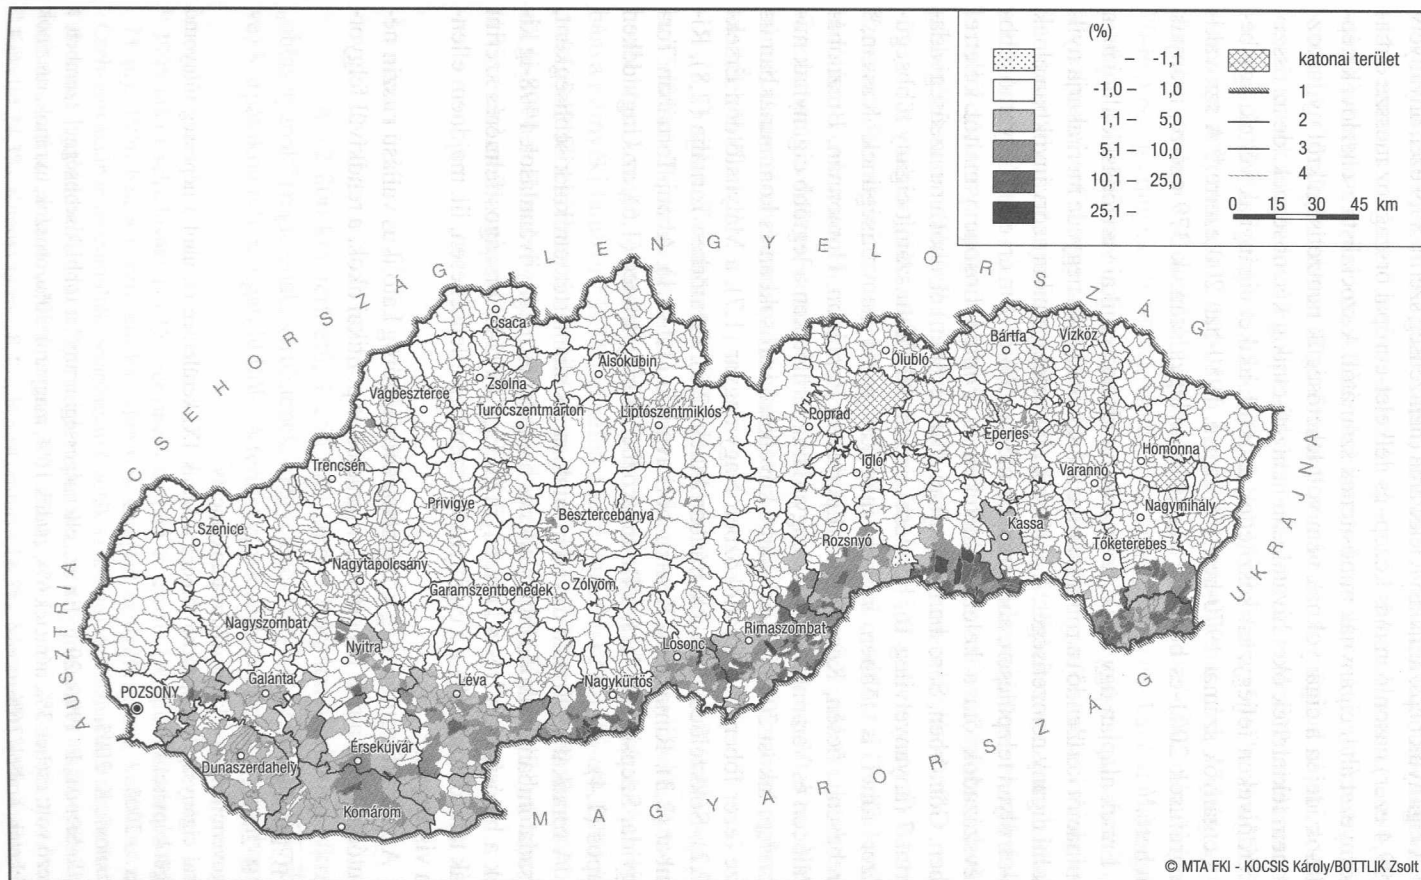 (%)
– -1,1
-1,0 – 1,0
1,1 – 5,0
5,1 – 10,0
10,1 – 25,0
25,1 –
katonai terület
1
2
3
4
0 15 30 45 km
CSEHORSZÁG
LENGYELORSZÁG
UKRAJNA
MAGYARORSZÁG
AUSZTRIA
Csaca
Alsókubin
Ólubló
Bártfa
Vízköz
Zsolna
Vágbeszterce
Turócszentmárton
Liptószentmiklós
Poprád
Eperjes
Homonna
Igló
Varannó
Trencsén
Privigye
Besztercebánya
Nagymihály
Szenice
Rozsnyó
Kassa
Tőketerebes
Nagytapolcsány
Garamszentbenedek
Zólyom
Nagyszombat
Nyitra
Losonc
Rimaszombat
POZSONY
Galánta
Léva
Nagykürtös
Dunaszerdahely
Érsekújvár
Komárom
© MTA FKI - KOCSIS Károly/BOTTLIK Zsolt